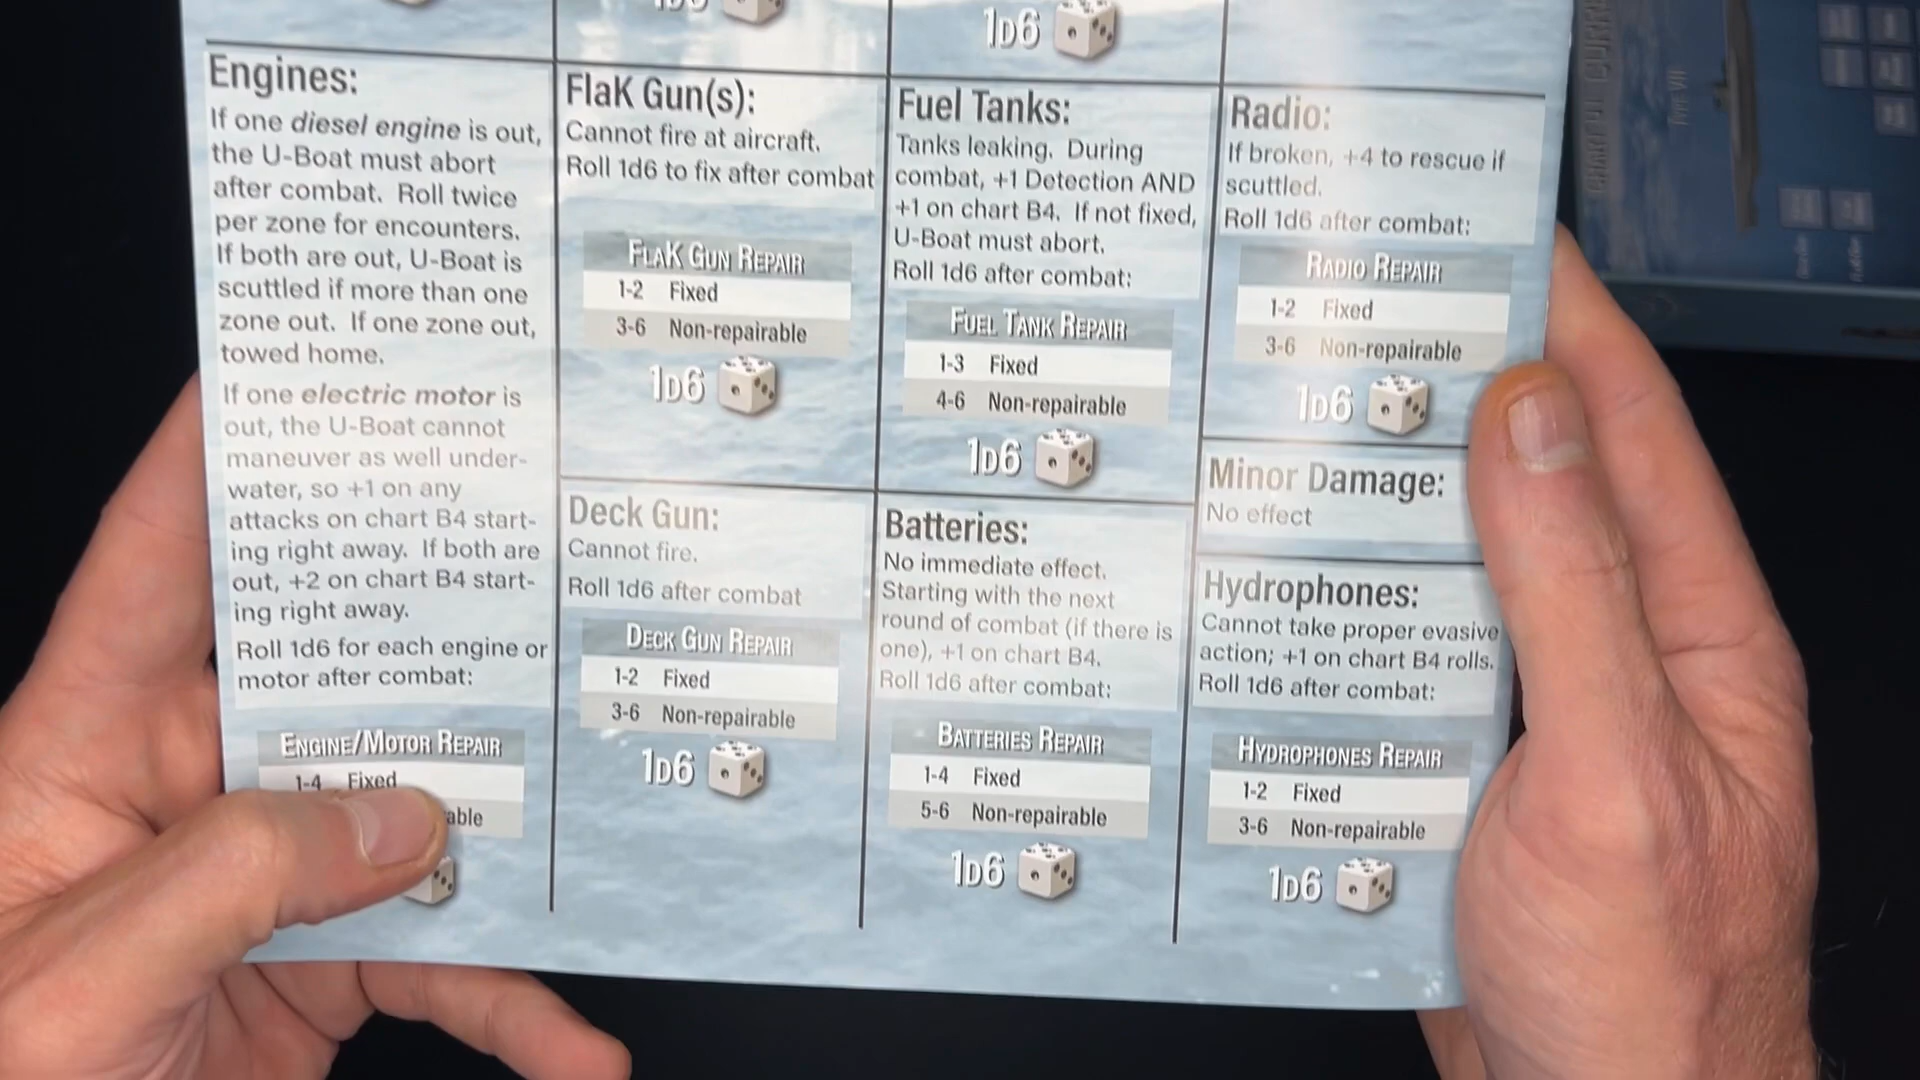 1D6
Engines:
If one diesel engine is out,
the U-Boat must abort
after combat. Roll twice
per zone for encounters.
If both are out, U-Boat is
scuttled if more than one
zone out. If one zone out,
towed home.
If one electric motor is
out, the U-Boat cannot
maneuver as well under-
water, so +1 on any
attacks on chart B4 start-
ing right away. If both are
out, +2 on chart B4 start-
ing right away.
Roll 1d6 for each engine or
motor after combat:
ENGINE/MOTOR REPAIR
1-4 Fixed
FlaK Gun(s):
Cannot fire at aircraft.
Roll 1d6 to fix after combat
FLAK GUN REPAIR
1-2 Fixed
3-6 Non-repairable
1D6
Deck Gun:
Cannot fire.
Roll 1d6 after combat
DECK GUN REPAIR
1-2 Fixed
3-6 Non-repairable
1D6
Fuel Tanks:
Tanks leaking. During
combat, +1 Detection AND
+1 on chart B4. If not fixed,
U-Boat must abort.
Roll 1d6 after combat:
FUEL TANK REPAIR
1-3 Fixed
4-6 Non-repairable
1D6
Batteries:
No immediate effect.
Starting with the next
round of combat (if there is
one), +1 on chart B4.
Roll 1d6 after combat:
BATTERIES REPAIR
1-4 Fixed
5-6 Non-repairable
1D6
Radio:
If broken, +4 to rescue if
scuttled.
Roll 1d6 after combat:
RADIO REPAIR
1-2 Fixed
3-6 Non-repairable
1D6
Minor Damage:
No effect
Hydrophones:
Cannot take proper evasive
action; +1 on chart B4 rolls.
Roll 1d6 after combat:
HYDROPHONES REPAIR
1-2 Fixed
3-6 Non-repairable
1D6